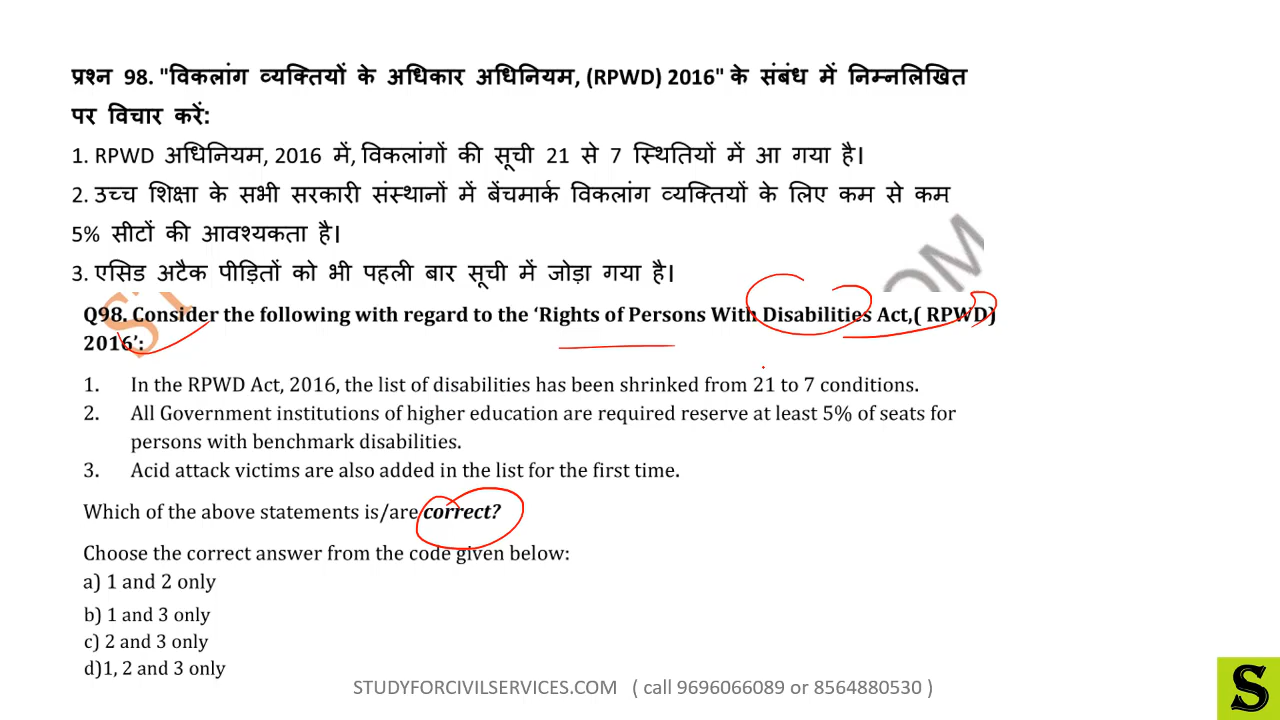 प्रश्न 98. "विकलांग व्यक्तियों के अधिकार अधिनियम, (RPWD) 2016" के संबंध में निम्नलिखित
पर विचार करें:
1. RPWD अधिनियम, 2016 में, विकलांगों की सूची 21 से 7 स्थितियों में आ गया है।
2. उच्च शिक्षा के सभी सरकारी संस्थानों में बेंचमार्क विकलांग व्यक्तियों के लिए कम से कम
5% सीटों की आवश्यकता है।
3. एसिड अटैक पीड़ितों को भी पहली बार सूची में जोड़ा गया है।
OM
ST
Q98. Consider the following with regard to the ‘Rights of Persons With Disabilities Act,( RPWD)
2016’:
1. In the RPWD Act, 2016, the list of disabilities has been shrinked from 21 to 7 conditions.
2. All Government institutions of higher education are required reserve at least 5% of seats for
persons with benchmark disabilities.
3. Acid attack victims are also added in the list for the first time.
Which of the above statements is/are correct?
Choose the correct answer from the code given below:
a) 1 and 2 only
b) 1 and 3 only
c) 2 and 3 only
d)1, 2 and 3 only
STUDYFORCIVILSERVICES.COM ( call 9696066089 or 8564880530 )
S